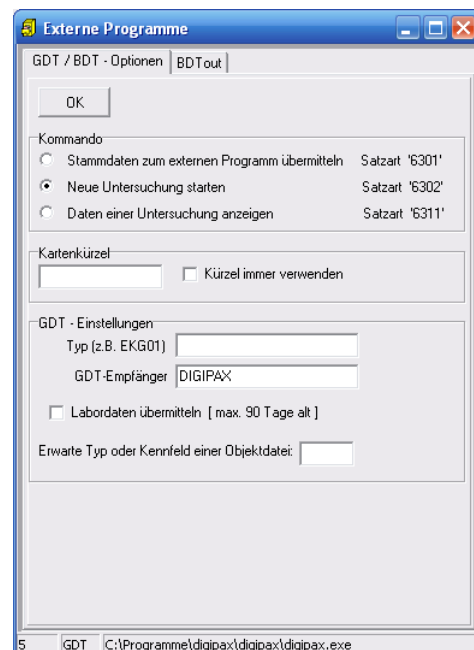 Externe Programme
GDT / BDT - Optionen BDTout
OK
Kommando
Stammdaten zum externen Programm übermitteln Satzart '6301'
Neue Untersuchung starten Satzart '6302'
Daten einer Untersuchung anzeigen Satzart '6311'
Kartenkürzel
Kürzel immer verwenden
GDT - Einstellungen
Typ (z.B. EKG01)
GDT-Empfänger DIGIPAX
Labordaten übermitteln [ max. 90 Tage alt ]
Erwarte Typ oder Kennfeld einer Objektdatei:
5 GDT C:\Programme\digipax\digipax\digipax.exe